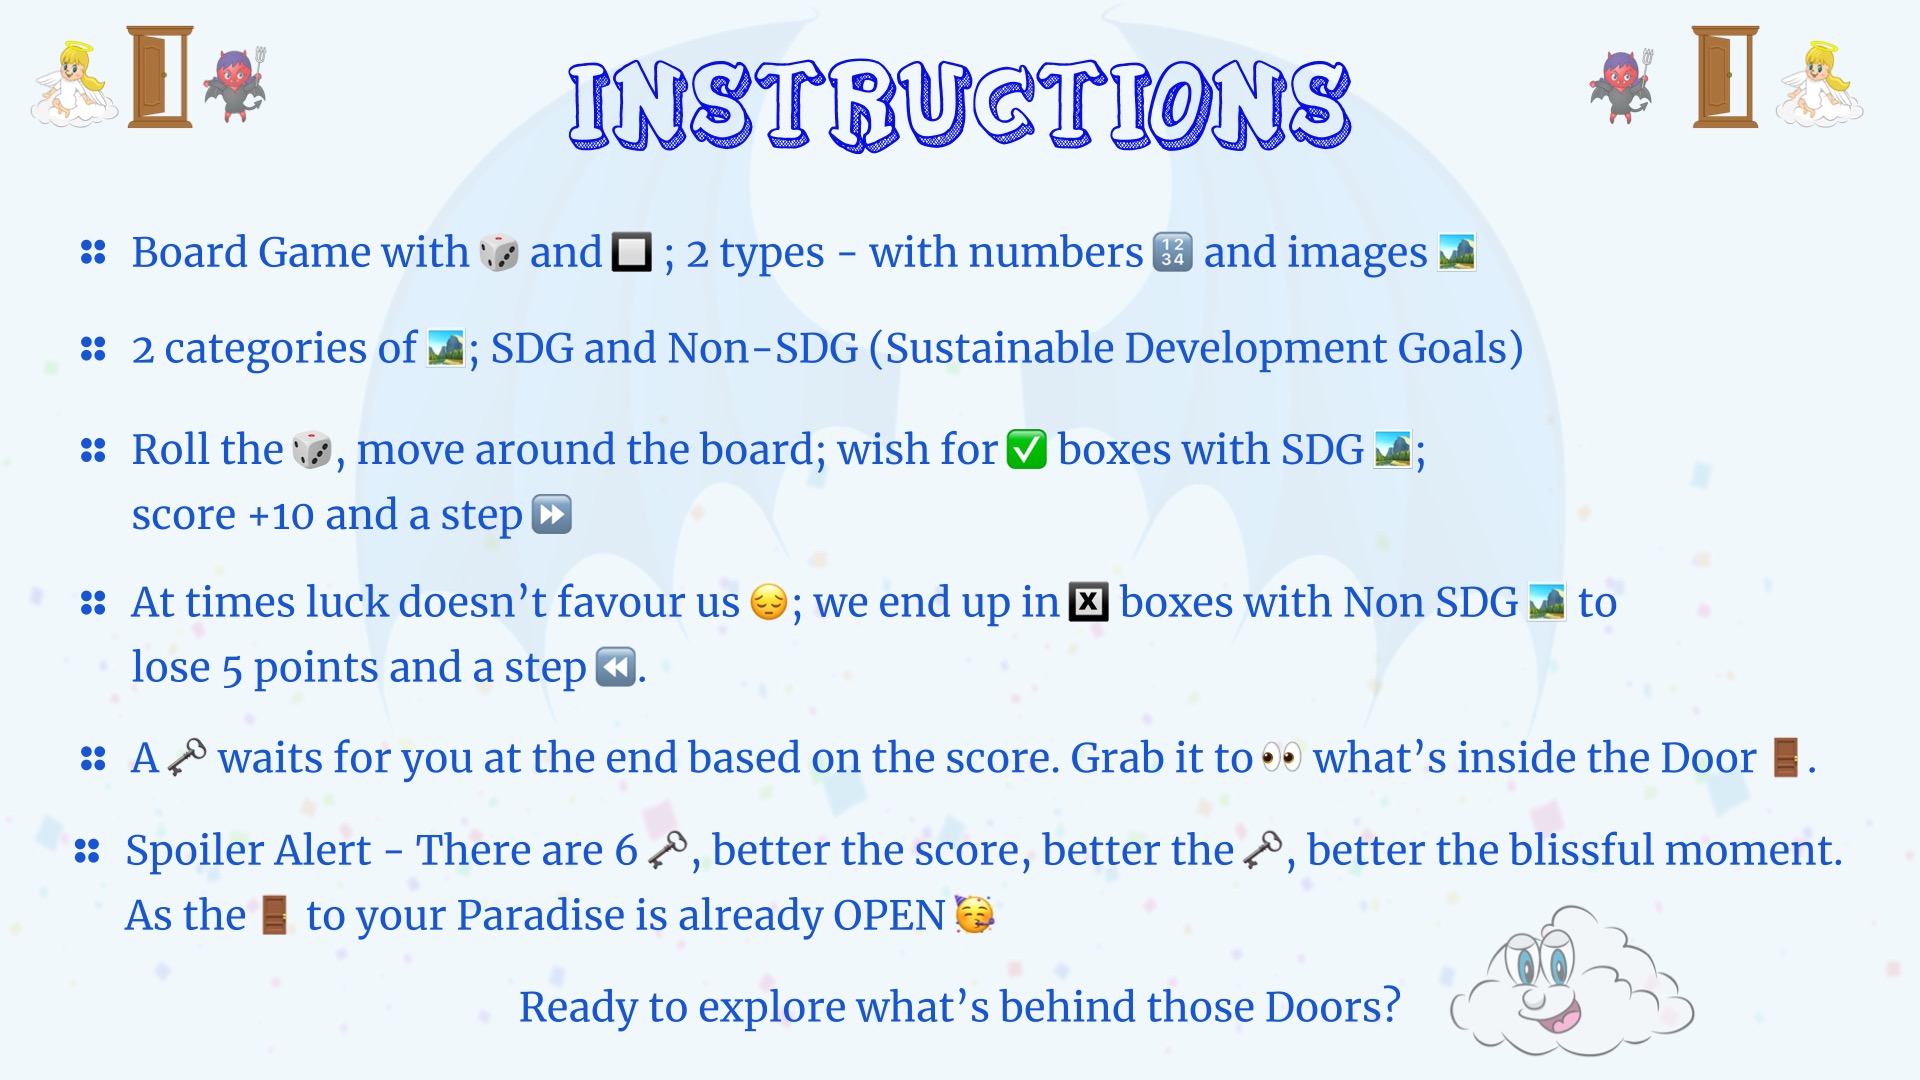 INSTRUCTIONS
Board Game with 🎲 and 🔲 ; 2 types - with numbers 🔢 and images 🏞️
2 categories of 🏞️; SDG and Non-SDG (Sustainable Development Goals)
Roll the 🎲, move around the board; wish for ✅ boxes with SDG 🏞️;
score +10 and a step ⏩
At times luck doesn’t favour us 😔; we end up in 🆇 boxes with Non SDG 🏞️ to
lose 5 points and a step ⏪.
A 🗝️ waits for you at the end based on the score. Grab it to 👀 what’s inside the Door 🚪.
Spoiler Alert - There are 6 🗝️, better the score, better the 🗝️, better the blissful moment.
As the 🚪 to your Paradise is already OPEN 🥳
Ready to explore what’s behind those Doors?